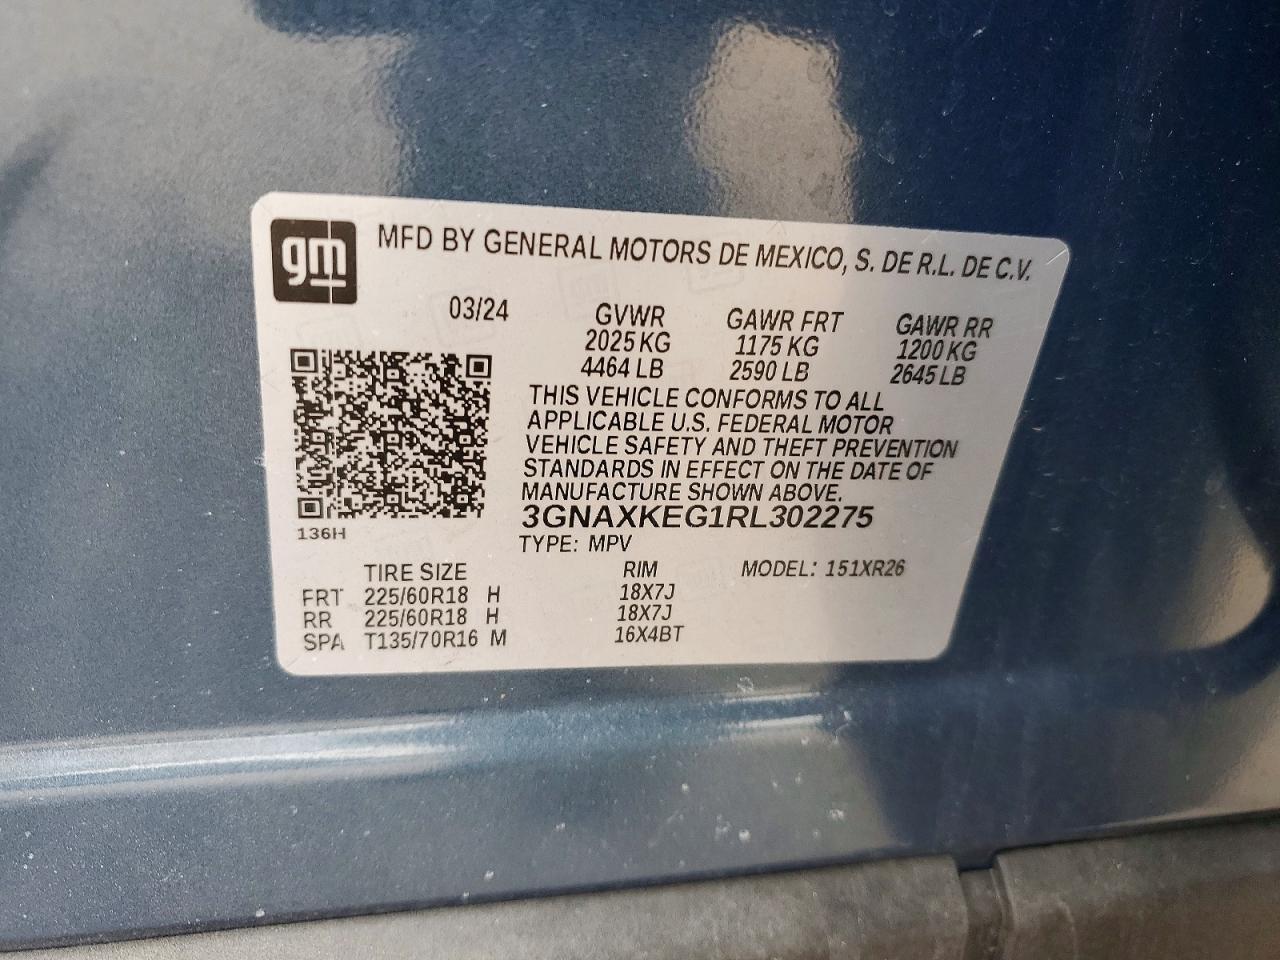 gm
MFD BY GENERAL MOTORS DE MEXICO, S. DE R.L. DE C.V.
03/24 GVWR GAWR FRT GAWR RR
2025 KG 1175 KG 1200 KG
4464 LB 2590 LB 2645 LB
THIS VEHICLE CONFORMS TO ALL
APPLICABLE U.S. FEDERAL MOTOR
VEHICLE SAFETY AND THEFT PREVENTION
STANDARDS IN EFFECT ON THE DATE OF
MANUFACTURE SHOWN ABOVE.
3GNAXKEG1RL302275
136H
TYPE: MPV
TIRE SIZE RIM MODEL: 151XR26
FRT 225/60R18 H 18X7J
RR 225/60R18 H 18X7J
SPA T135/70R16 M 16X4BT